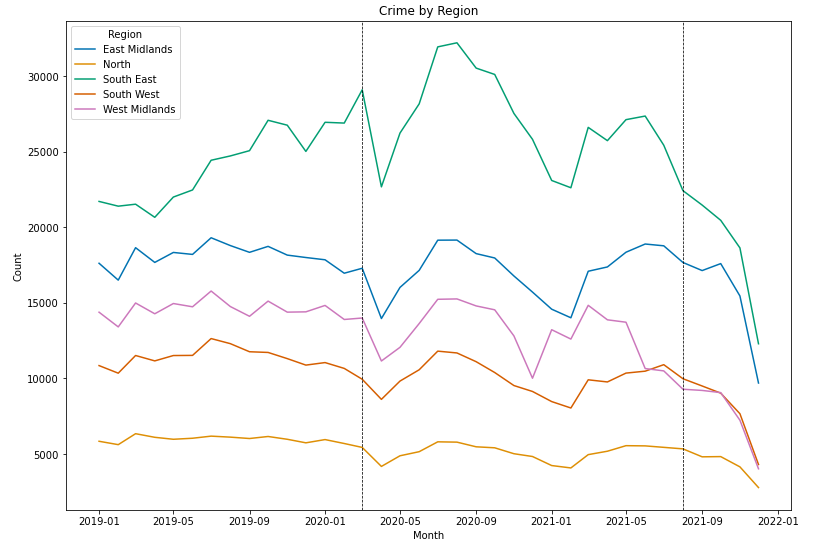 Crime by Region
Region
East Midlands
North
South East
South West
West Midlands
30000
25000
20000
15000
10000
5000
Count
2019-01
2019-05
2019-09
2020-01
2020-05
2020-09
2021-01
2021-05
2021-09
2022-01
Month